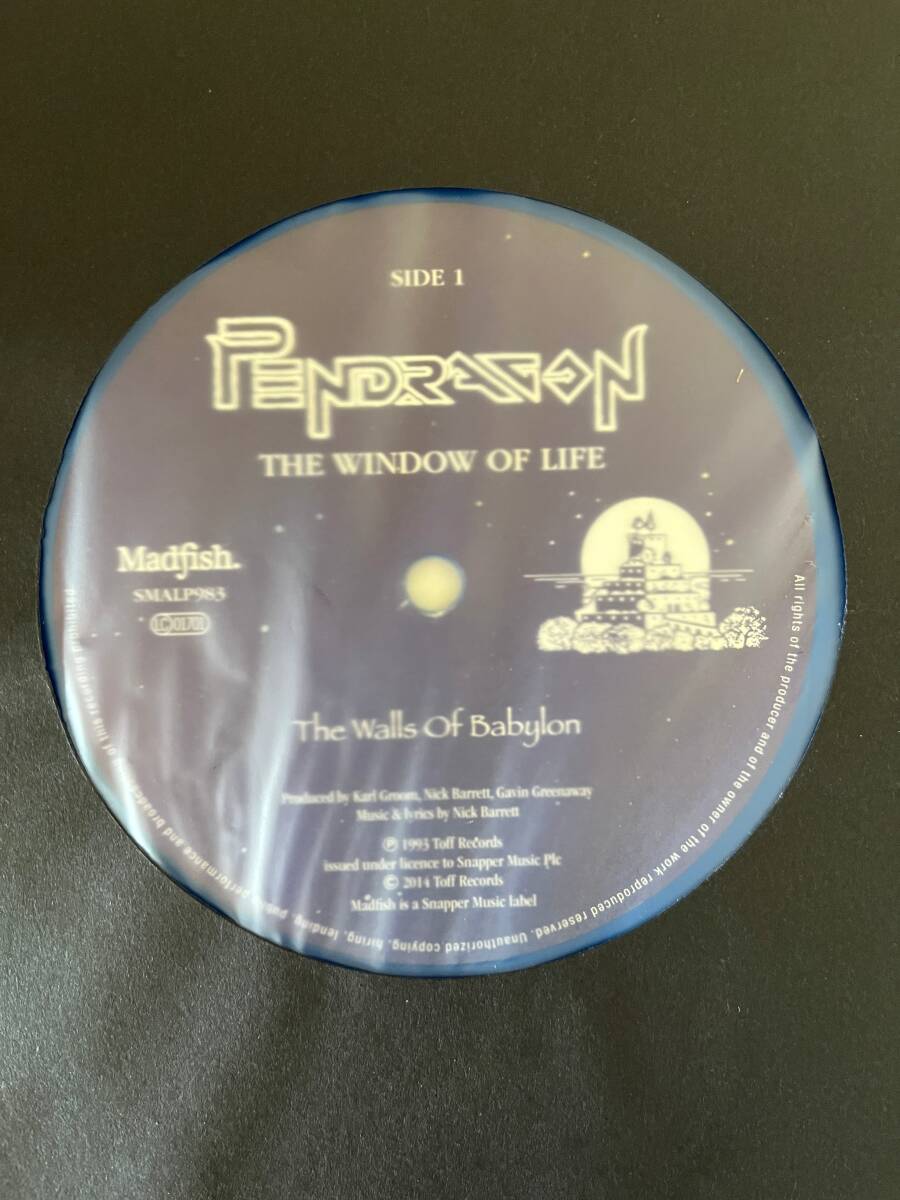 SIDE 1
PENDRAGON
THE WINDOW OF LIFE
Madfish.
SMALP983
LC 01701
The Walls Of Babylon
Produced by Karl Groom, Nick Barrett, Gavin Greenaway
Music & lyrics by Nick Barrett
℗ 1993 Toff Records
issued under licence to Snapper Music Plc
© 2014 Toff Records
Madfish is a Snapper Music label
All rights of the producer and of the owner of the work reproduced reserved. Unauthorized copying, hiring, lending, public performance and broadcasting of this recording prohibited